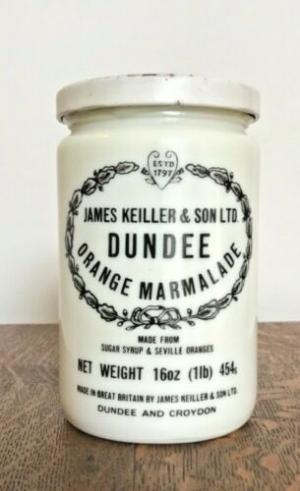 ESTD
1797
JAMES KEILLER & SON LTD.
DUNDEE
ORANGE MARMALADE
MADE FROM
SUGAR SYRUP & SEVILLE ORANGES
NET WEIGHT 16oz (1lb) 454g
MADE IN GREAT BRITAIN BY JAMES KEILLER & SON LTD.
DUNDEE AND CROYDON